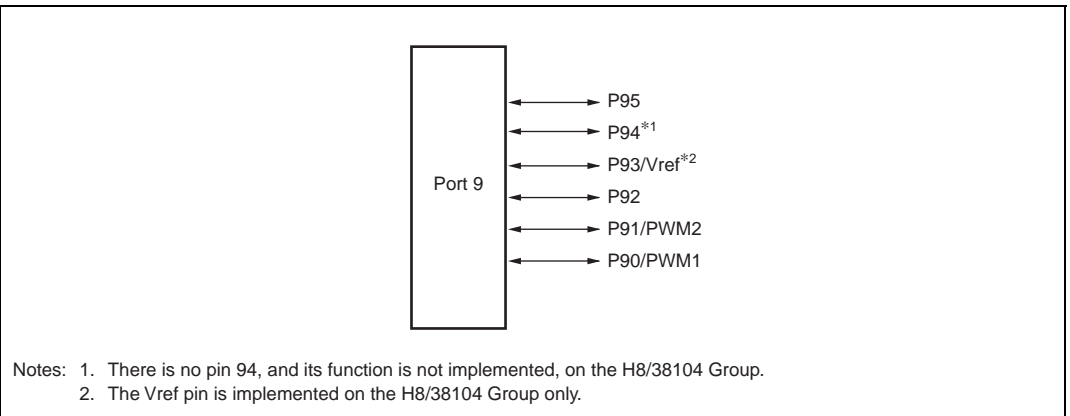 Port 9
P95
P94*1
P93/Vref*2
P92
P91/PWM2
P90/PWM1
Notes: 1. There is no pin 94, and its function is not implemented, on the H8/38104 Group.
2. The Vref pin is implemented on the H8/38104 Group only.